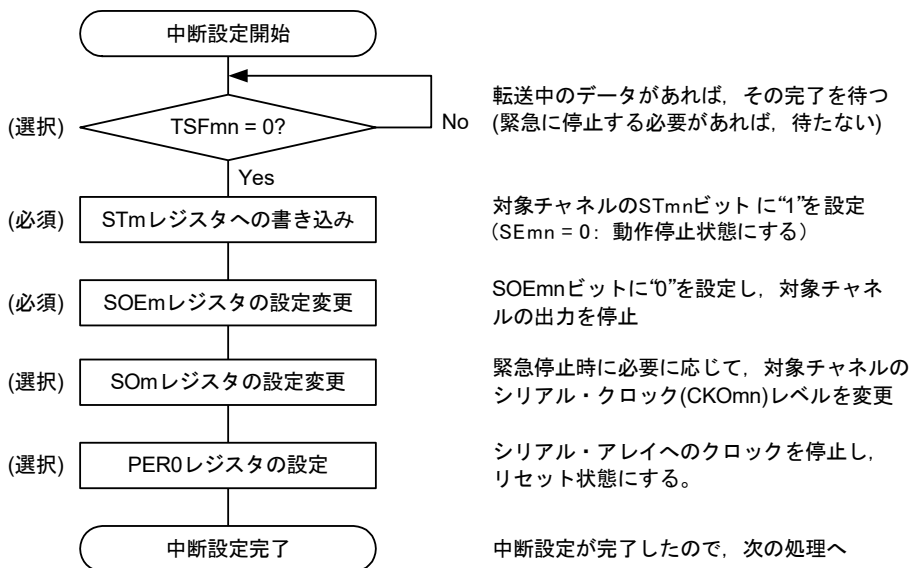 中断設定開始
(選択)
TSFmn = 0?
No
転送中のデータがあれば，その完了を待つ
(緊急に停止する必要があれば，待たない)
Yes
(必須)
STmレジスタへの書き込み
対象チャネルのSTmnビット に“1”を設定
（SEmn = 0：動作停止状態にする）
(必須)
SOEmレジスタの設定変更
SOEmnビットに“0”を設定し，対象チャネ
ルの出力を停止
(選択)
SOmレジスタの設定変更
緊急停止時に必要に応じて，対象チャネルの
シリアル・クロック(CKOmn)レベルを変更
(選択)
PER0レジスタの設定
シリアル・アレイへのクロックを停止し，
リセット状態にする。
中断設定完了
中断設定が完了したので，次の処理へ